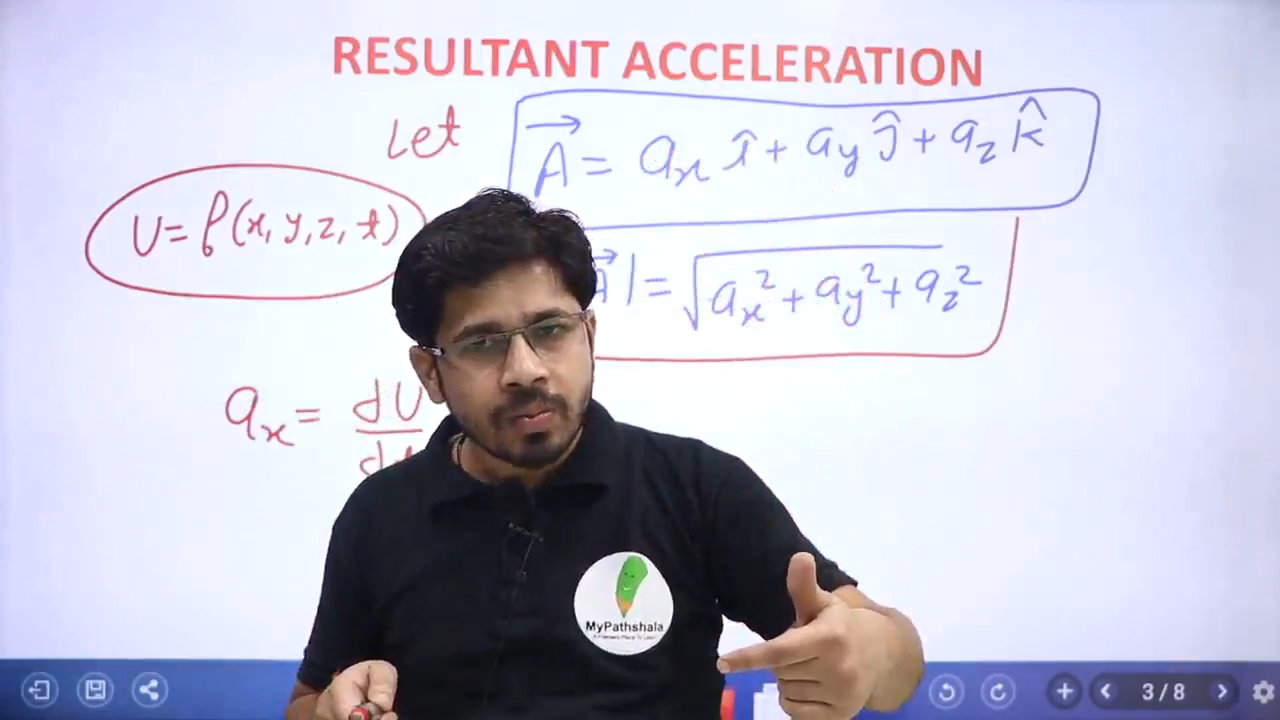 RESULTANT ACCELERATION
Let
A⃗ = aₓ î + a_y ĵ + a_z k̂
U = f(x, y, z, t)
A⃗| = √aₓ² + a_y² + a_z²
aₓ = dU
MyPathshala
3/8